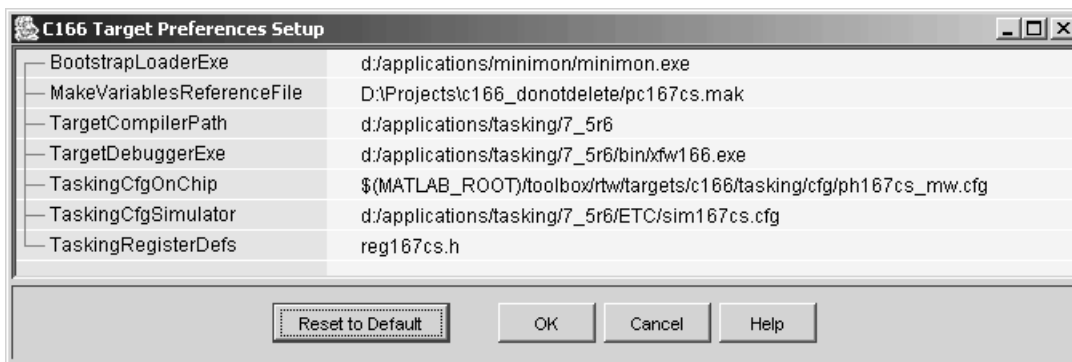 C166 Target Preferences Setup
BootstrapLoaderExe d:/applications/minimon/minimon.exe
MakeVariablesReferenceFile D:\Projects\c166_donotdelete/pc167cs.mak
TargetCompilerPath d:/applications/tasking/7_5r6
TargetDebuggerExe d:/applications/tasking/7_5r6/bin/xfw166.exe
TaskingCfgOnChip $(MATLAB_ROOT)/toolbox/rtw/targets/c166/tasking/cfg/ph167cs_mw.cfg
TaskingCfgSimulator d:/applications/tasking/7_5r6/ETC/sim167cs.cfg
TaskingRegisterDefs reg167cs.h
Reset to Default OK Cancel Help